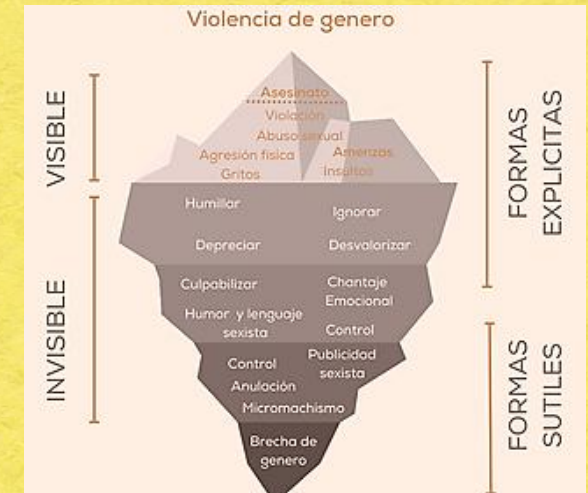 Violencia de genero
VISIBLE
INVISIBLE
Asesinato
Violación
Abuso sexual
Agresión física
Gritos
Amenzas
Insultos
Humillar
Ignorar
Depreciar
Desvalorizar
Culpabilizar
Chantaje
Emocional
Humor y lenguaje
sexista
Control
Control
Publicidad
sexista
Anulación
Micromachismo
Brecha de
genero
FORMAS
EXPLICITAS
FORMAS
SUTILES